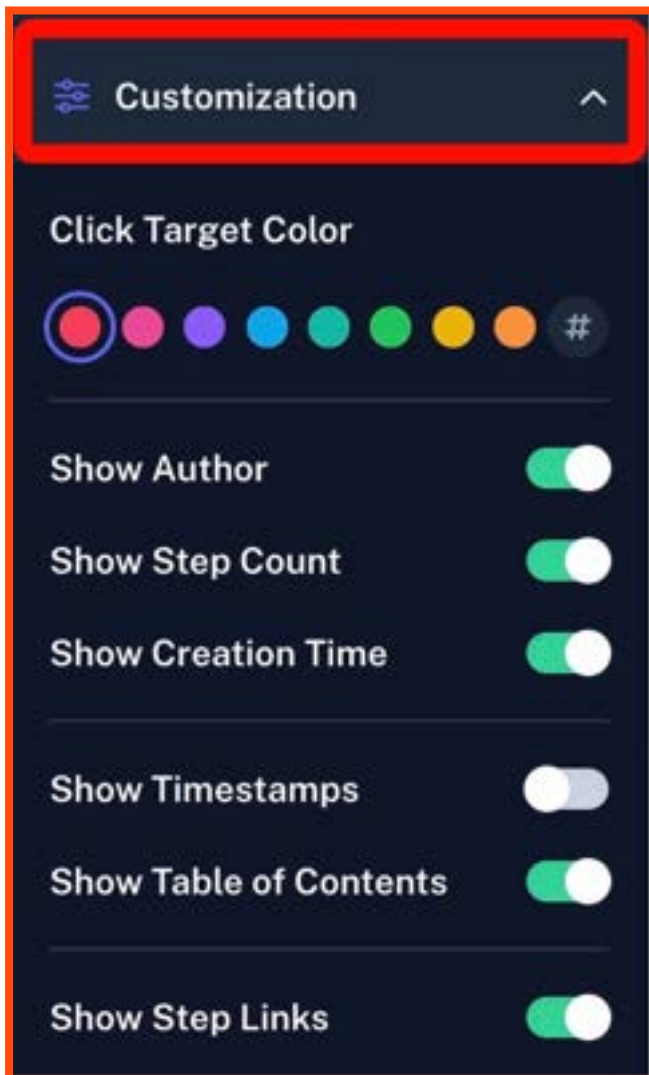 Customization
Click Target Color
#
Show Author
Show Step Count
Show Creation Time
Show Timestamps
Show Table of Contents
Show Step Links